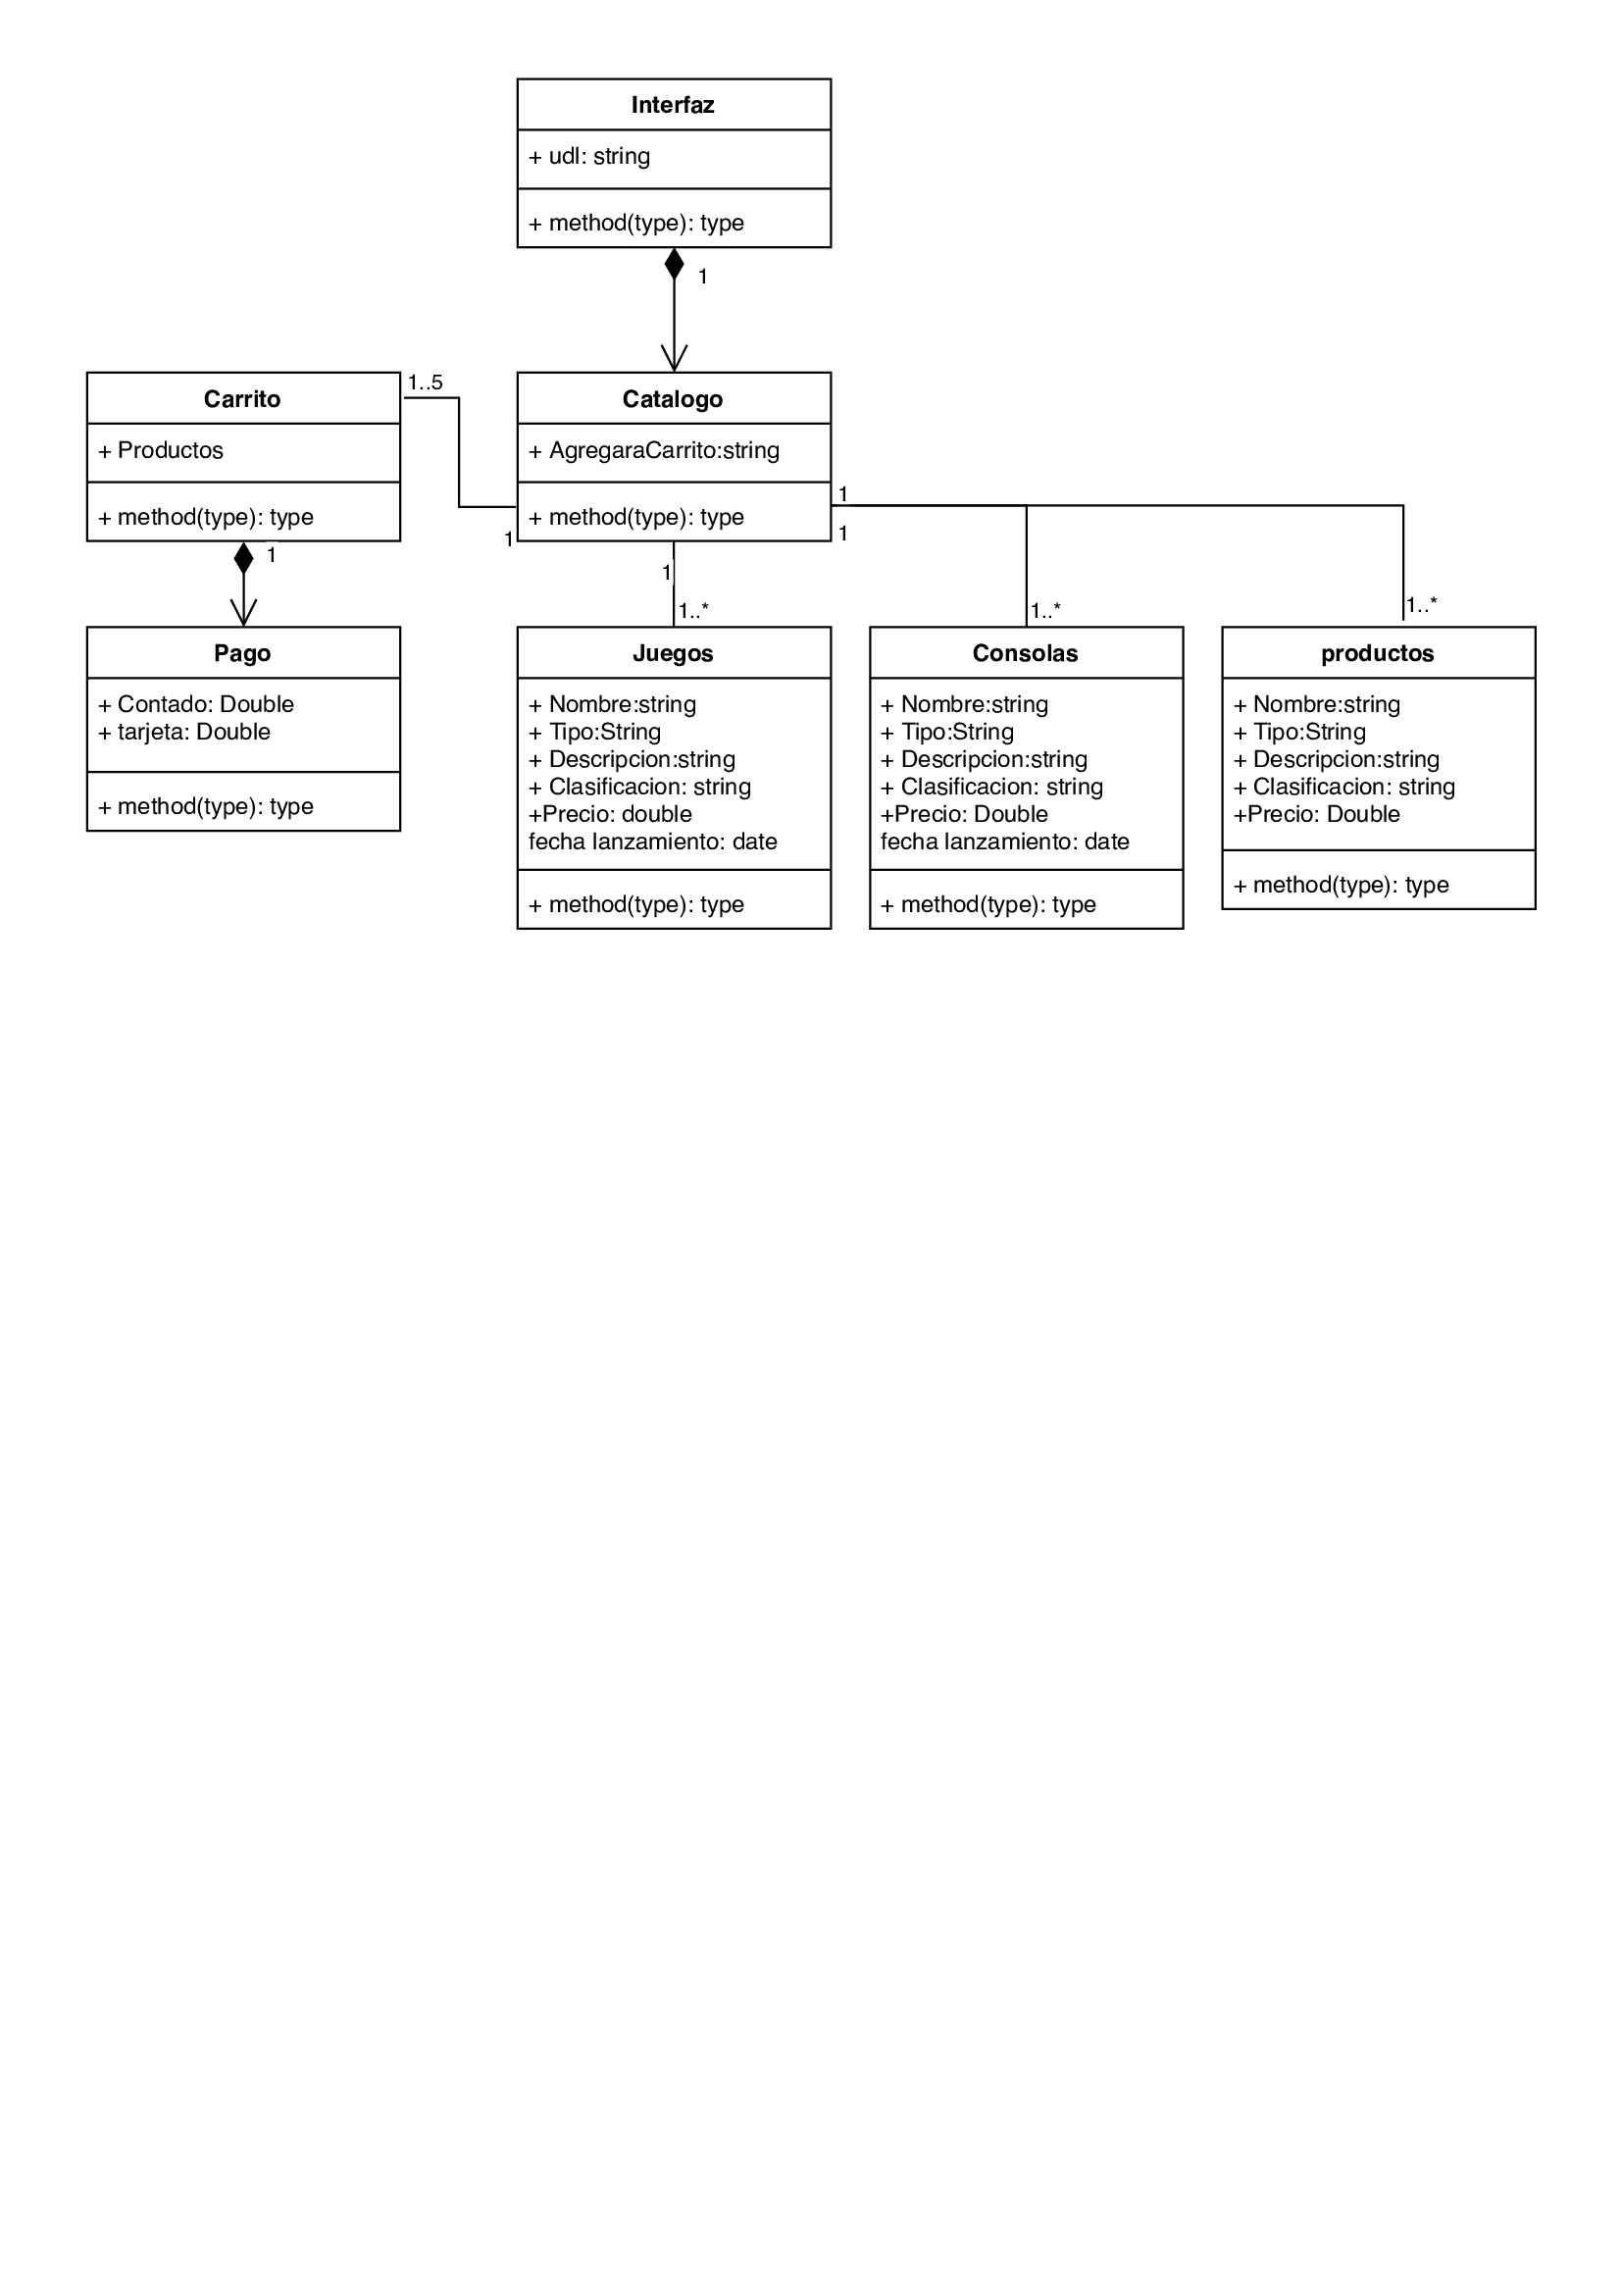 Interfaz
+ udl: string
+ method(type): type
1
Carrito
+ Productos
+ method(type): type
1..5
1
Catalogo
+ AgregaraCarrito:string
+ method(type): type
1
1
1
1
1..*
1..*
1..*
Pago
+ Contado: Double
+ tarjeta: Double
+ method(type): type
Juegos
+ Nombre:string
+ Tipo:String
+ Descripcion:string
+ Clasificacion: string
+Precio: double
fecha lanzamiento: date
+ method(type): type
Consolas
+ Nombre:string
+ Tipo:String
+ Descripcion:string
+ Clasificacion: string
+Precio: Double
fecha lanzamiento: date
+ method(type): type
productos
+ Nombre:string
+ Tipo:String
+ Descripcion:string
+ Clasificacion: string
+Precio: Double
+ method(type): type